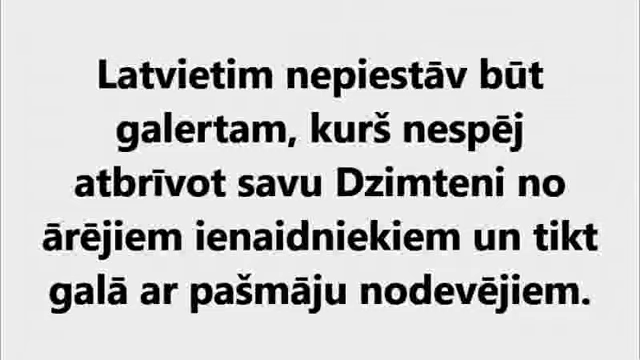 Latvietim nepiestāv būt
galertam, kurš nespēj
atbrīvot savu Dzimteni no
ārējiem ienaidniekiem un tikt
galā ar pašmāju nodevējiem.